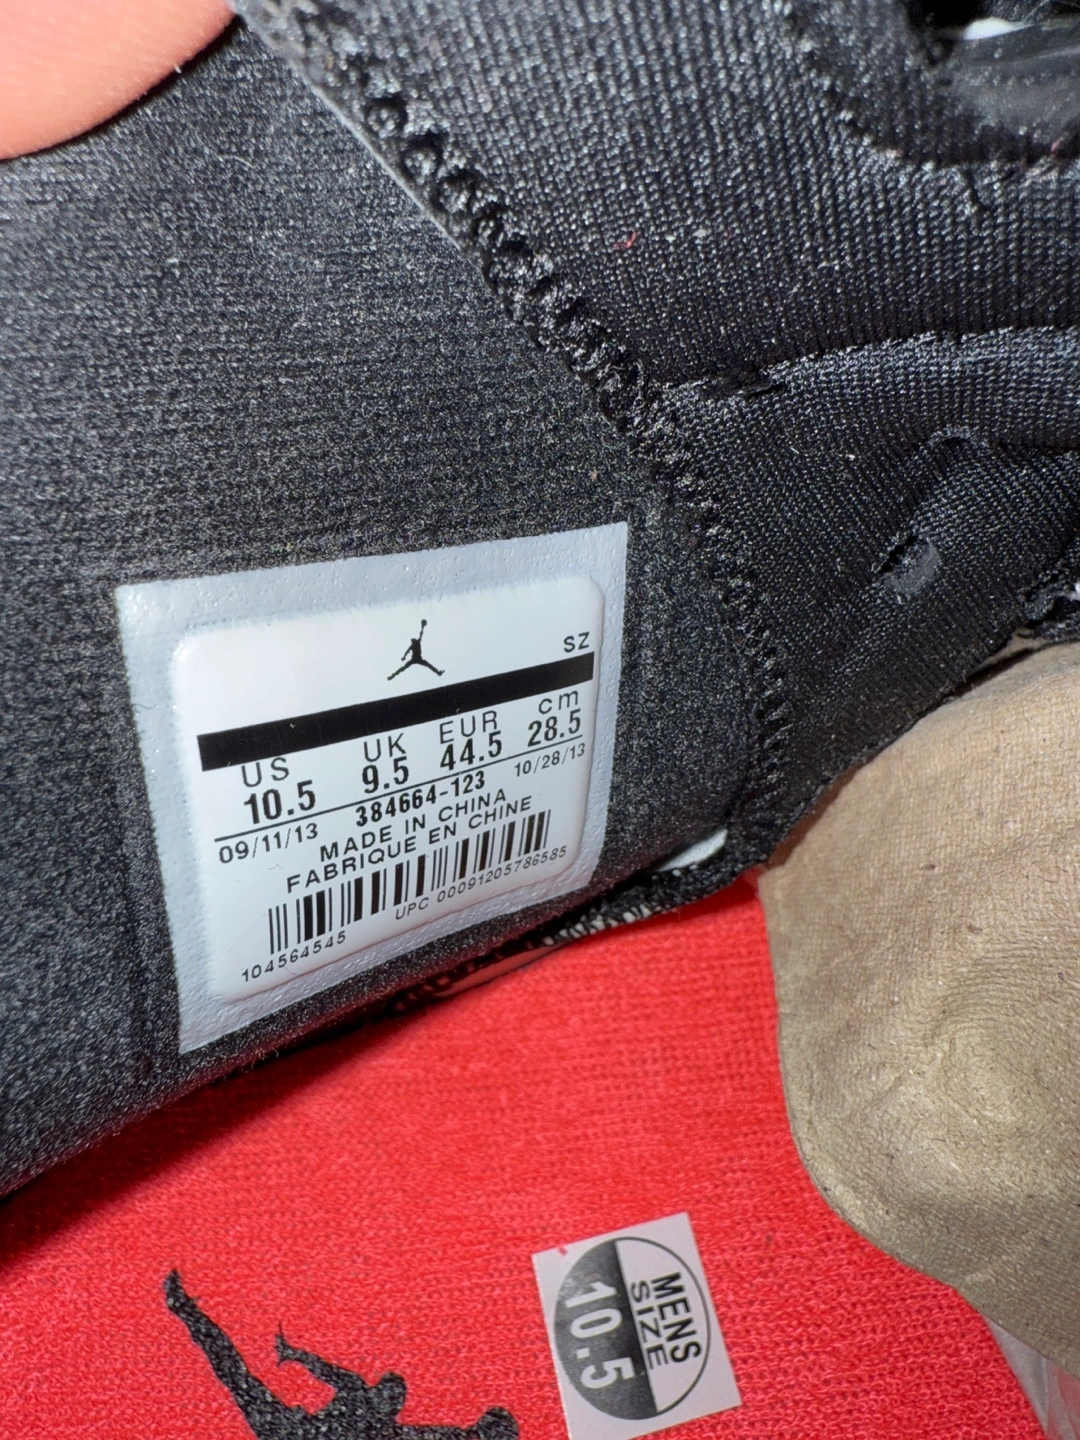 SZ
US UK EUR cm
10.5 9.5 44.5 28.5
09/11/13 384664-123 10/28/13
MADE IN CHINA
FABRIQUE EN CHINE
104564545 UPC 00091205786585
MENS
SIZE
10.5